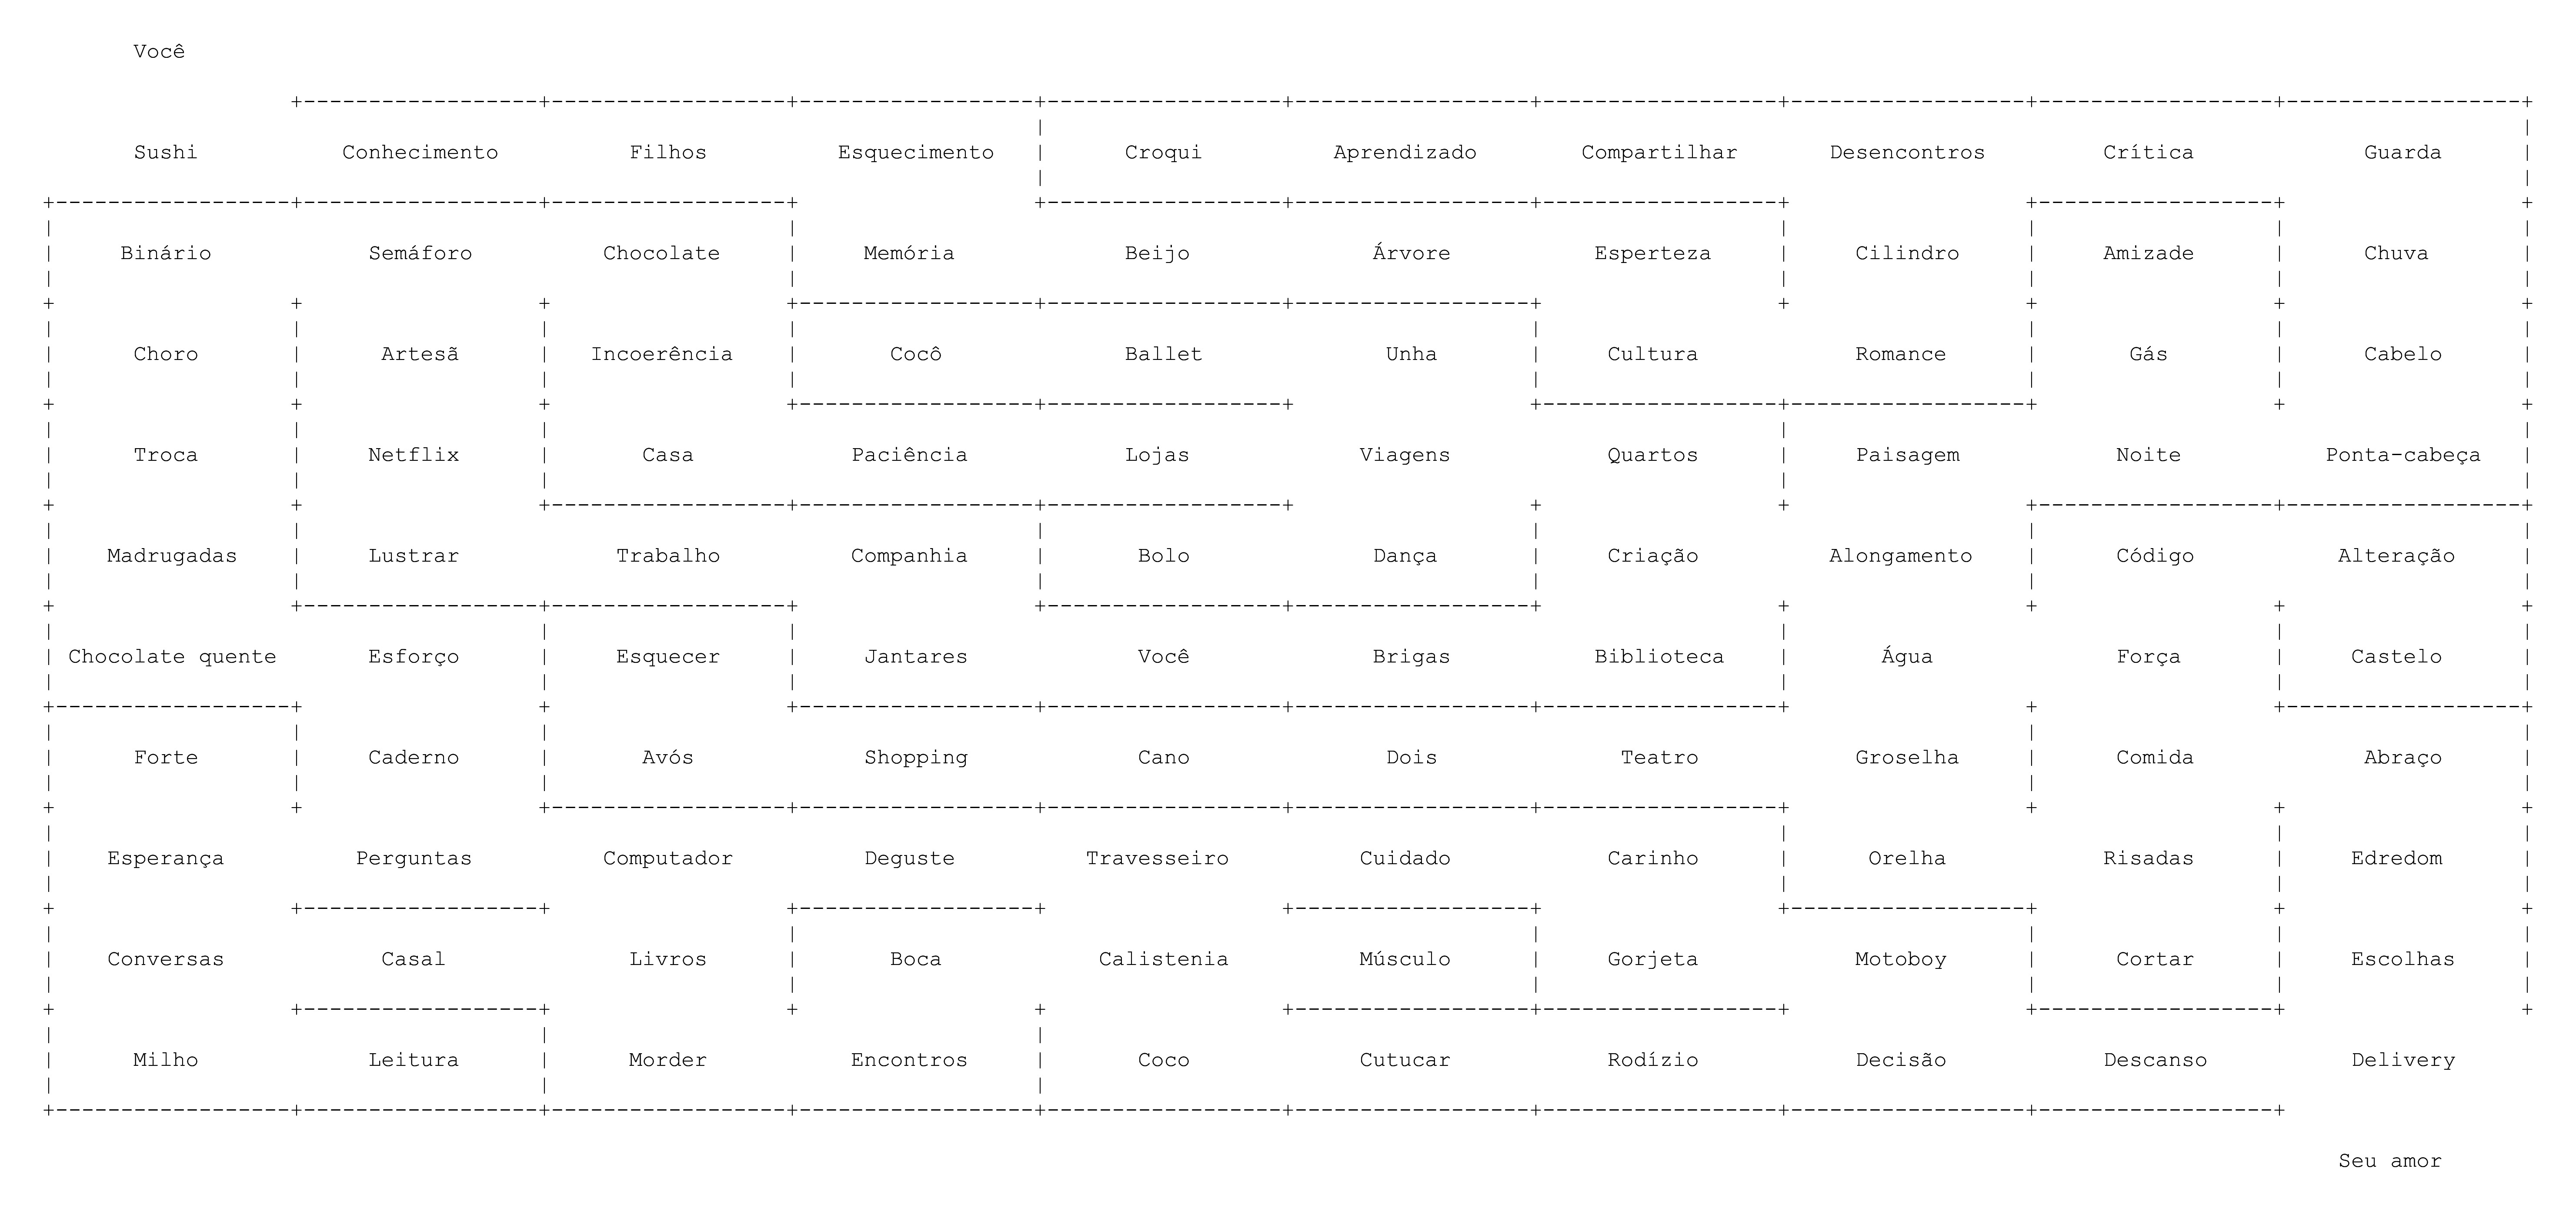 Você
Sushi Conhecimento Filhos Esquecimento Croqui Aprendizado Compartilhar Desencontros Crítica Guarda
Binário Semáforo Chocolate Memória Beijo Árvore Esperteza Cilindro Amizade Chuva
Choro Artesã Incoerência Cocô Ballet Unha Cultura Romance Gás Cabelo
Troca Netflix Casa Paciência Lojas Viagens Quartos Paisagem Noite Ponta-cabeça
Madrugadas Lustrar Trabalho Companhia Bolo Dança Criação Alongamento Código Alteração
Chocolate quente Esforço Esquecer Jantares Você Brigas Biblioteca Água Força Castelo
Forte Caderno Avós Shopping Cano Dois Teatro Groselha Comida Abraço
Esperança Perguntas Computador Deguste Travesseiro Cuidado Carinho Orelha Risadas Edredom
Conversas Casal Livros Boca Calistenia Músculo Gorjeta Motoboy Cortar Escolhas
Milho Leitura Morder Encontros Coco Cutucar Rodízio Decisão Descanso Delivery
Seu amor